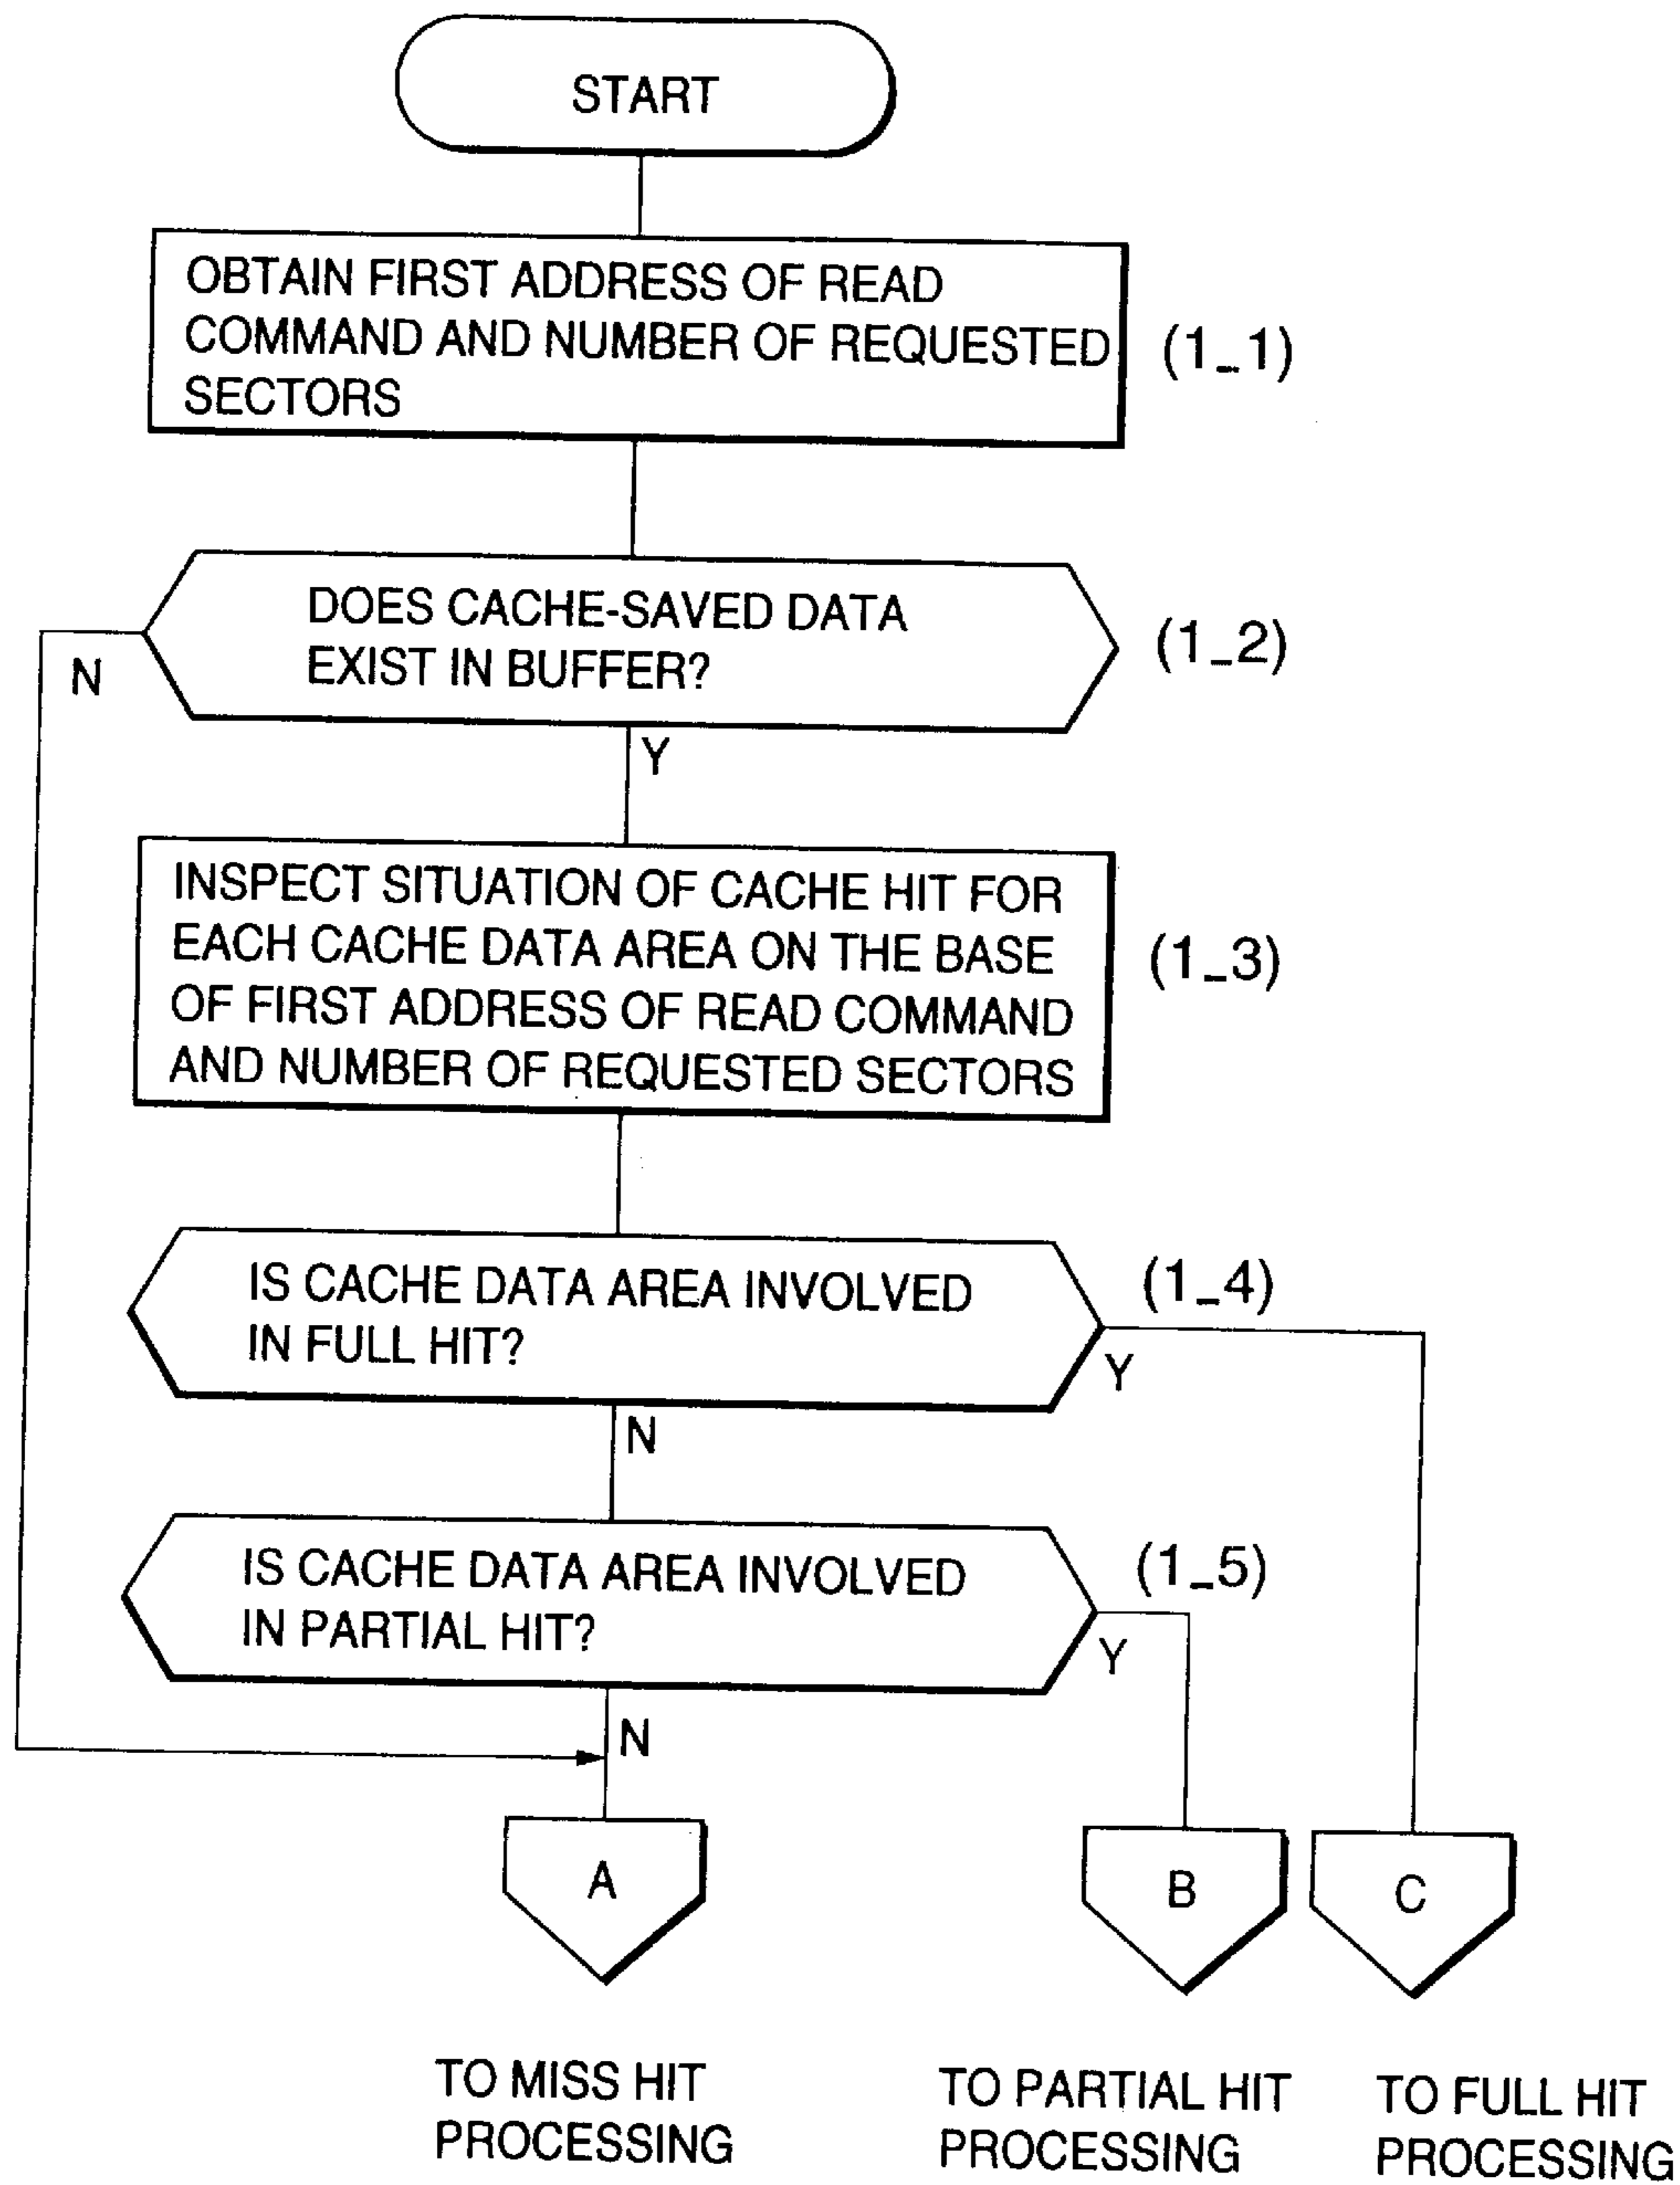 START
OBTAIN FIRST ADDRESS OF READ
COMMAND AND NUMBER OF REQUESTED
SECTORS
(1_1)
DOES CACHE-SAVED DATA
EXIST IN BUFFER?
(1_2)
N
Y
INSPECT SITUATION OF CACHE HIT FOR
EACH CACHE DATA AREA ON THE BASE
OF FIRST ADDRESS OF READ COMMAND
AND NUMBER OF REQUESTED SECTORS
(1_3)
IS CACHE DATA AREA INVOLVED
IN FULL HIT?
(1_4)
Y
N
IS CACHE DATA AREA INVOLVED
IN PARTIAL HIT?
(1_5)
Y
N
A
B
C
TO MISS HIT
PROCESSING
TO PARTIAL HIT
PROCESSING
TO FULL HIT
PROCESSING